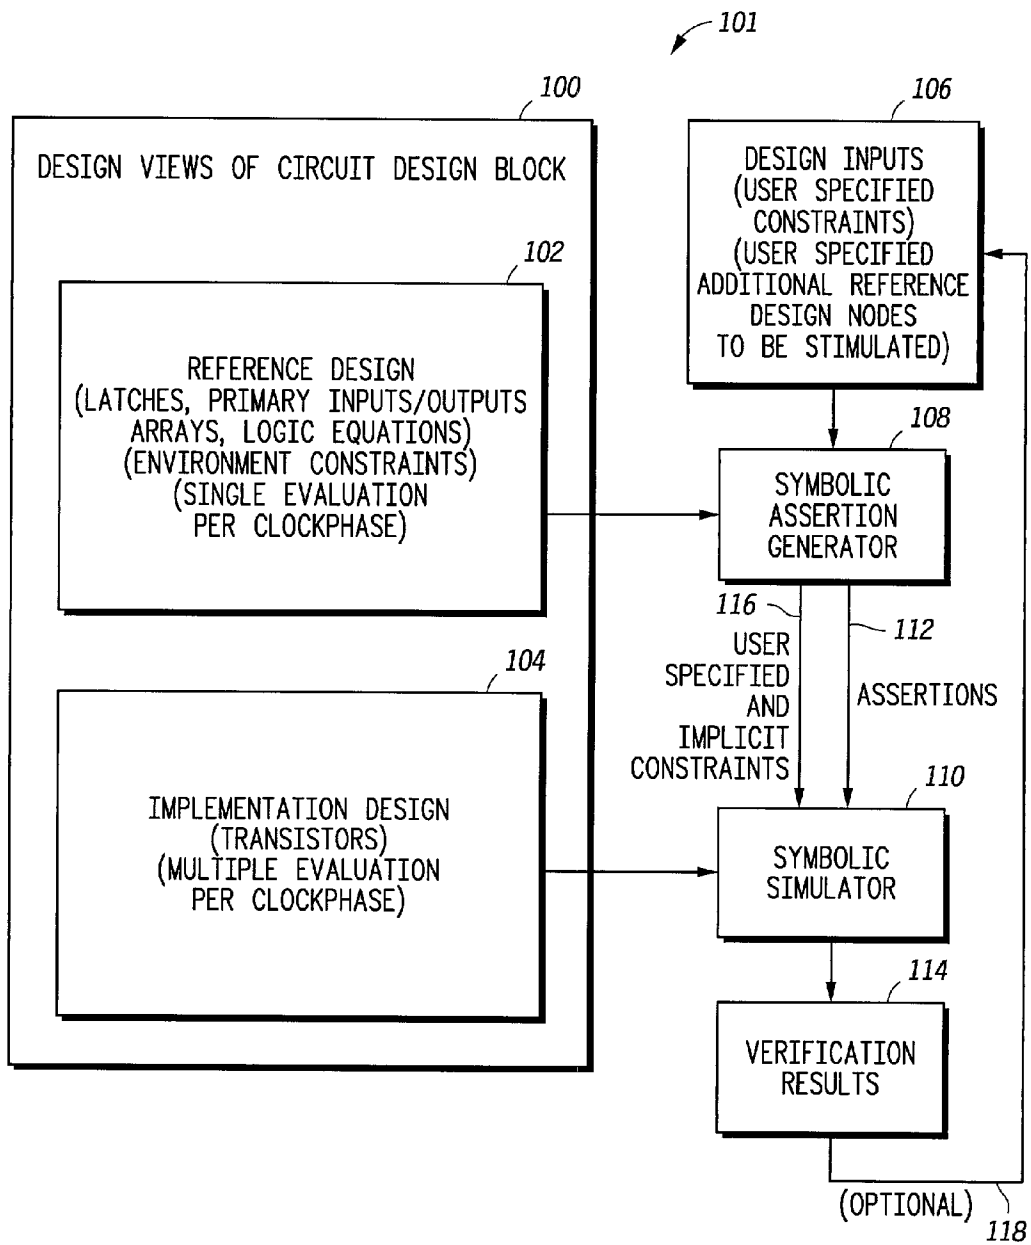 101
100
DESIGN VIEWS OF CIRCUIT DESIGN BLOCK
102
REFERENCE DESIGN
(LATCHES, PRIMARY INPUTS/OUTPUTS
ARRAYS, LOGIC EQUATIONS)
(ENVIRONMENT CONSTRAINTS)
(SINGLE EVALUATION
PER CLOCKPHASE)
104
IMPLEMENTATION DESIGN
(TRANSISTORS)
(MULTIPLE EVALUATION
PER CLOCKPHASE)
106
DESIGN INPUTS
(USER SPECIFIED
CONSTRAINTS)
(USER SPECIFIED
ADDITIONAL REFERENCE
DESIGN NODES
TO BE STIMULATED)
108
SYMBOLIC
ASSERTION
GENERATOR
116
USER
SPECIFIED
AND
IMPLICIT
CONSTRAINTS
112
ASSERTIONS
110
SYMBOLIC
SIMULATOR
114
VERIFICATION
RESULTS
(OPTIONAL)
118